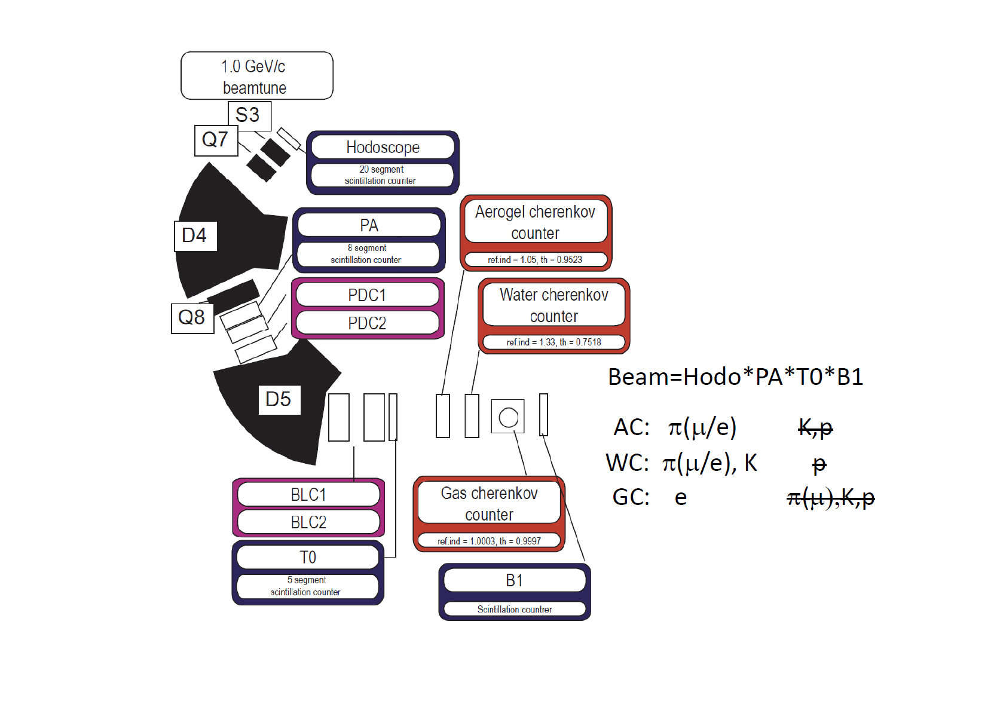 1.0 GeV/c
beamtune
S3
Q7
Hodoscope
20 segment
scintillation counter
D4
PA
8 segment
scintillation counter
Aerogel cherenkov
counter
ref.ind = 1.05, th = 0.9523
PDC1
PDC2
Q8
Water cherenkov
counter
ref.ind = 1.33, th = 0.7518
D5
Beam=Hodo*PA*T0*B1
AC: π(μ/e) K,p
WC: π(μ/e), K p
GC: e π(μ),K,p
BLC1
BLC2
T0
5 segment
scintillation counter
Gas cherenkov
counter
ref.ind = 1.0003, th = 0.9997
B1
Scintillation countrer